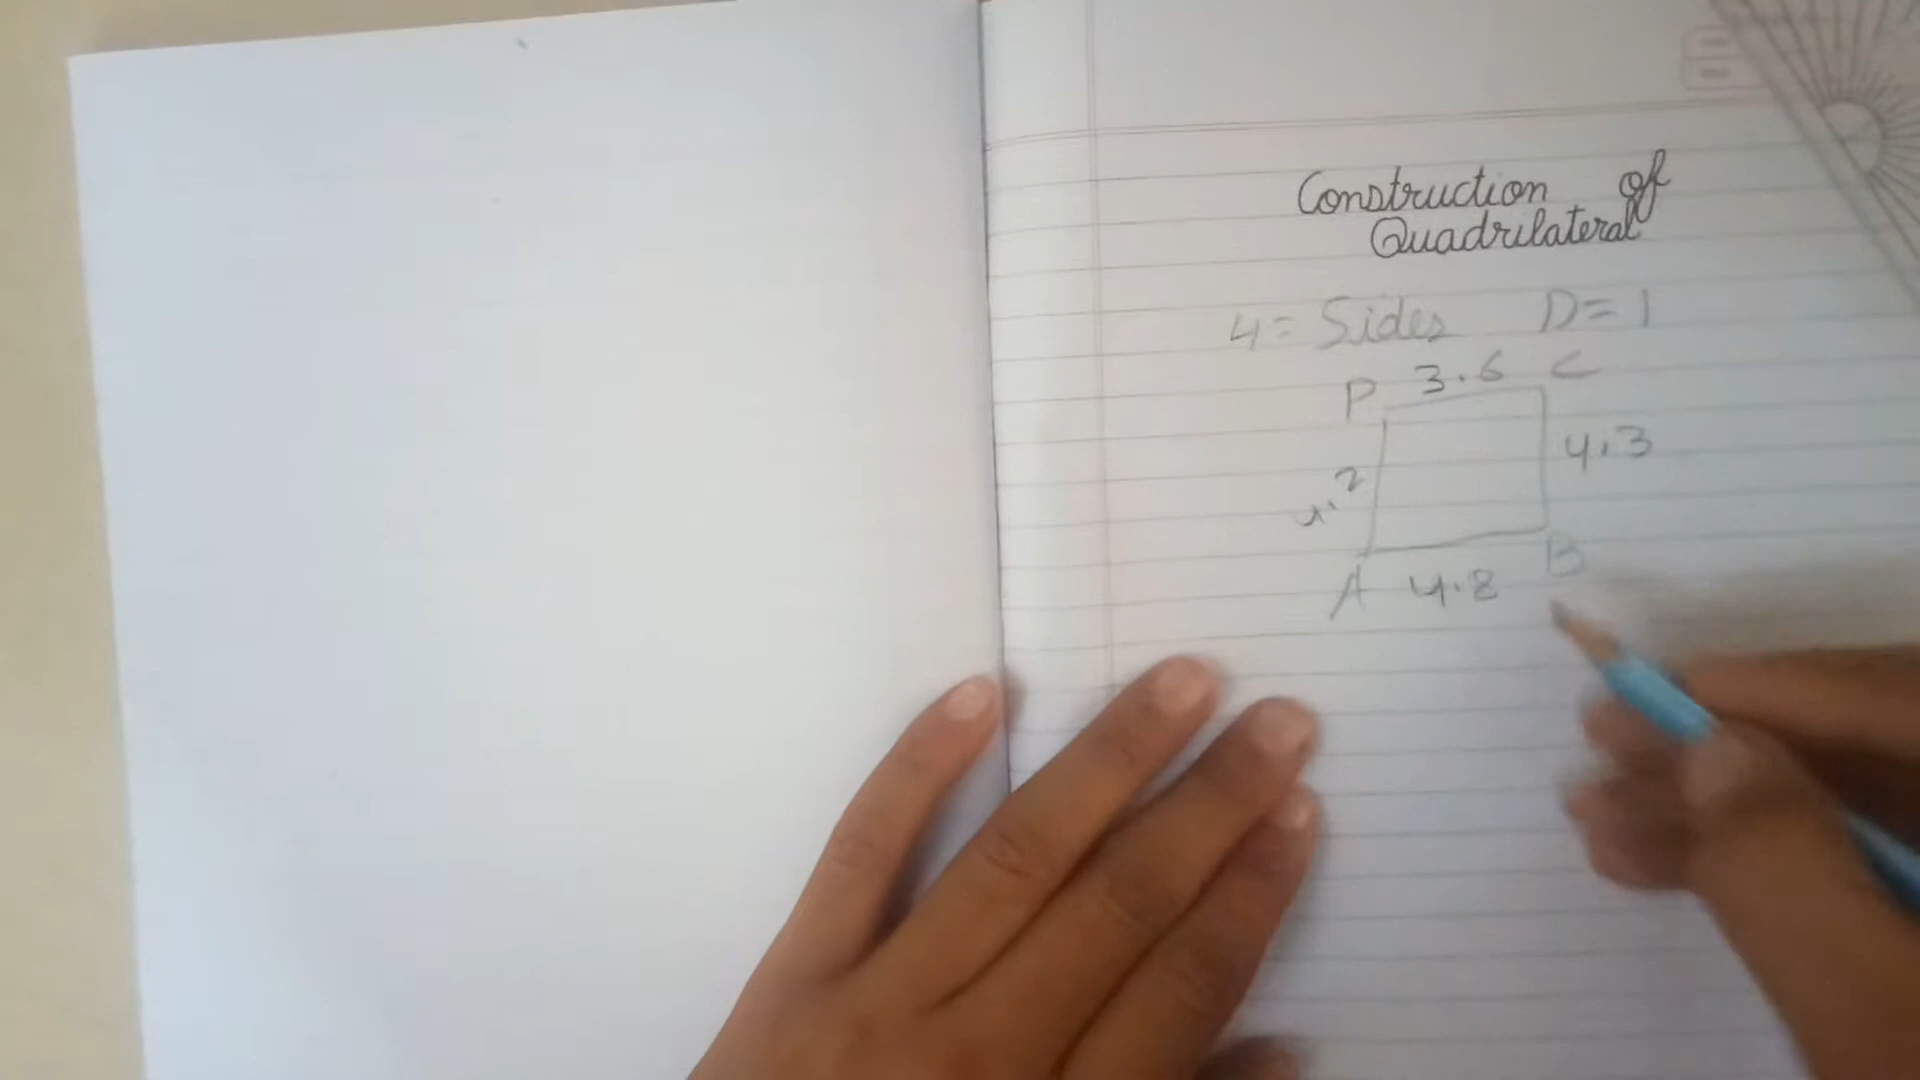 Construction of
Quadrilateral
4= Sides D=1
P 3.6 C
4.3
4.2
A 4.8 B